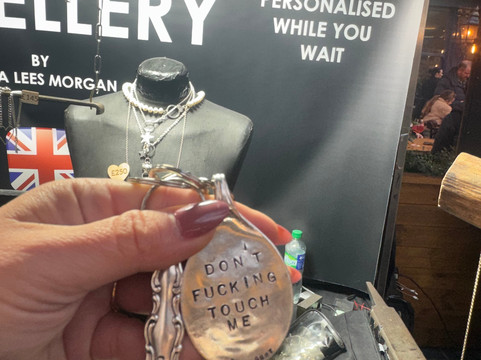 ELLERY
BY
A LEES MORGAN
PERSONALISED
WHILE YOU
WAIT
£250
DON'T
FUCKING
TOUCH
ME